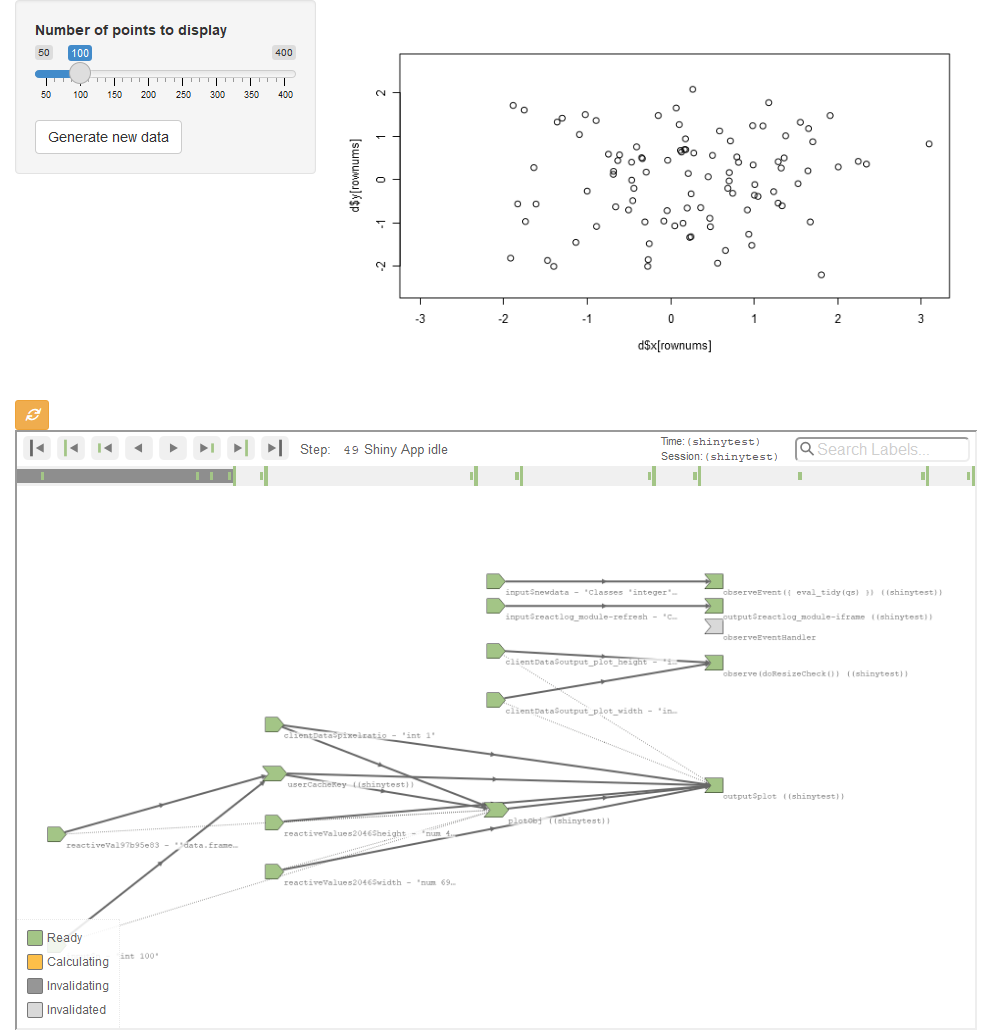 Number of points to display
50 100 400
50 100 150 200 250 300 350 400
Generate new data
2
1
0
-1
-2
d$y[rownums]
-3 -2 -1 0 1 2 3
d$x[rownums]
Step: 49 Shiny App idle
Time: (shinytest)
Session: (shinytest)
Search Labels...
input$newdata - 'Classes 'integer'…
observeEvent({ eval_tidy(qs) }) ((shinytest))
input$reactlog_module-refresh - 'C…
output$reactlog_module-iframe ((shinytest))
observeEventHandler
clientData$output_plot_height - 'i…
observe(doResizeCheck()) ((shinytest))
clientData$output_plot_width - 'in…
clientData$pixelratio - 'int 1'
userCacheKey ((shinytest))
output$plot ((shinytest))
plotObj ((shinytest))
reactiveValues2046$height - 'num 4…
reactiveVal97b95e83 - ''data.frame…
reactiveValues2046$width - 'num 69…
int 100'
Ready
Calculating
Invalidating
Invalidated